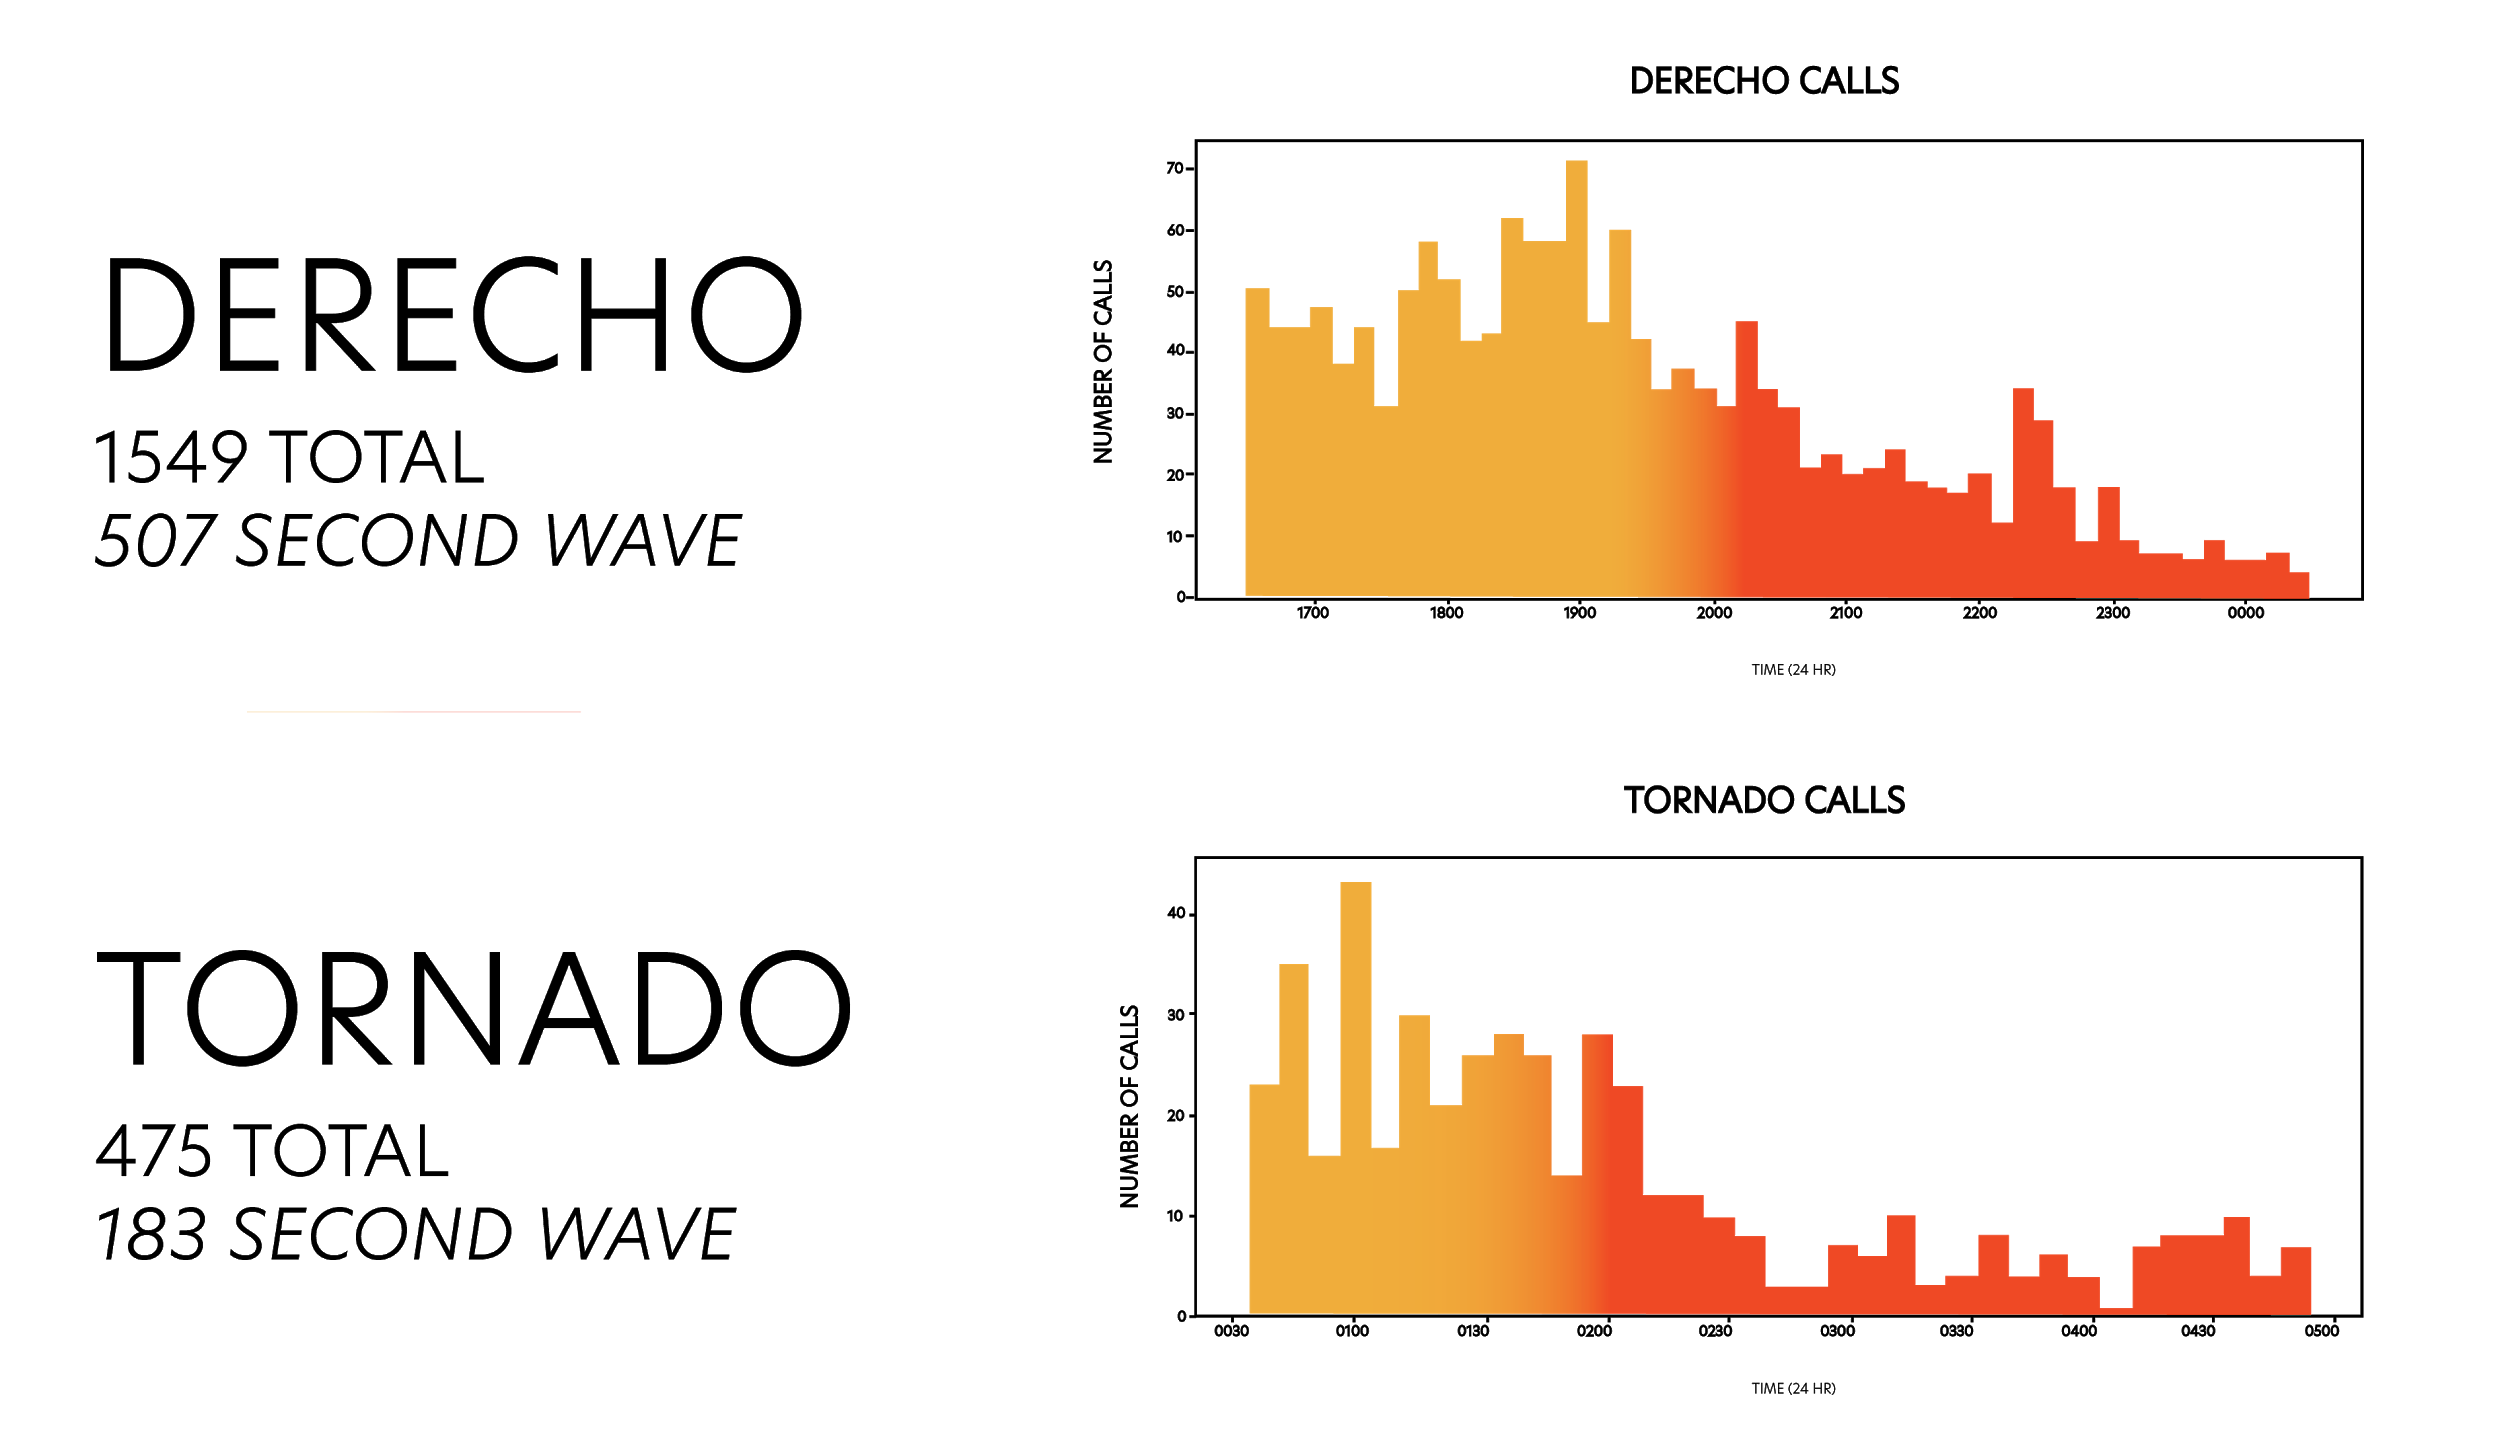 DERECHO
1549 TOTAL
507 SECOND WAVE
DERECHO CALLS
NUMBER OF CALLS
70
60
50
40
30
20
10
0
1700 1800 1900 2000 2100 2200 2300 0000
TIME (24 HR)
TORNADO
475 TOTAL
183 SECOND WAVE
TORNADO CALLS
NUMBER OF CALLS
40
30
20
10
0
0030 0100 0130 0200 0230 0300 0330 0400 0430 0500
TIME (24 HR)